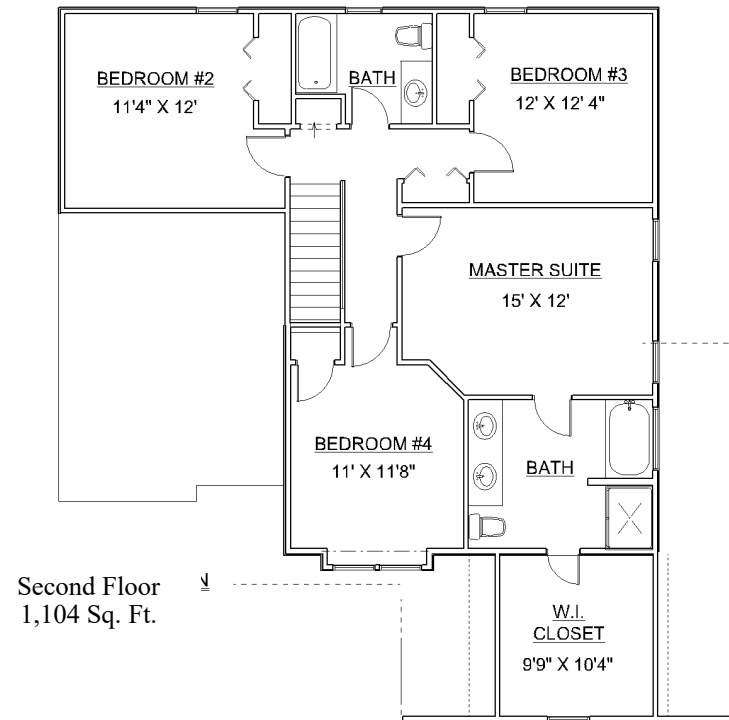 BEDROOM #2
11'4" X 12'
BATH
BEDROOM #3
12' X 12' 4"
MASTER SUITE
15' X 12'
BEDROOM #4
11' X 11'8"
BATH
Second Floor
1,104 Sq. Ft.
W.I.
CLOSET
9'9" X 10'4"